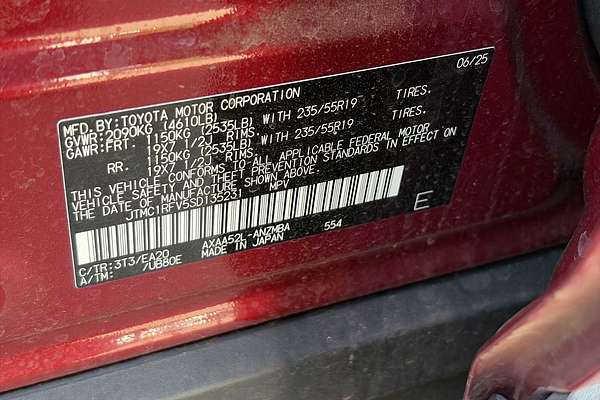 MFD.BY:TOYOTA MOTOR CORPORATION 06/25
GVWR:2090KG (4610LB)
GAWR:FRT. 1150KG (2535LB) WITH 235/55R19 TIRES.
19X7 1/2J RIMS.
RR. 1150KG (2535LB) WITH 235/55R19 TIRES.
19X7 1/2J RIMS.
THIS VEHICLE CONFORMS TO ALL APPLICABLE FEDERAL MOTOR
VEHICLE SAFETY AND THEFT PREVENTION STANDARDS IN EFFECT ON
THE DATE OF MANUFACTURE SHOWN ABOVE.
JTMC1RFV5SD135231 MPV
E
C/TR:3T3/EA20 AXAA52L-ANZMBA 554
A/TM: /UB80E MADE IN JAPAN